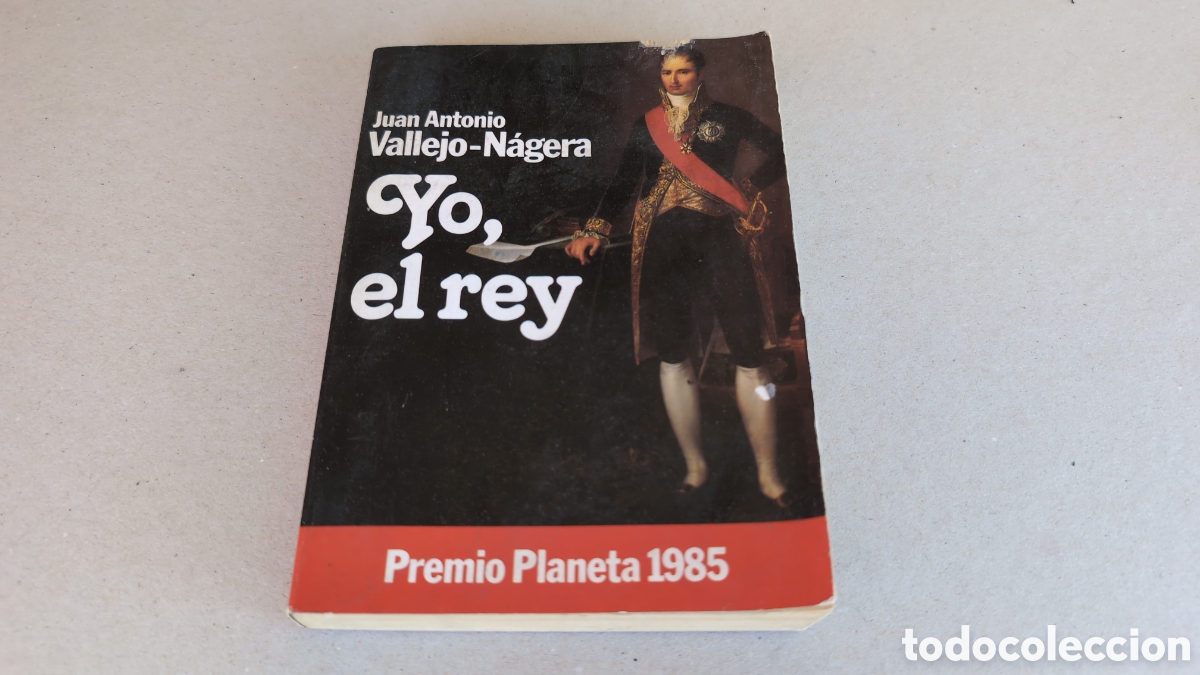 Juan Antonio
Vallejo-Nágera
Yo,
el rey
Premio Planeta 1985
todocoleccion